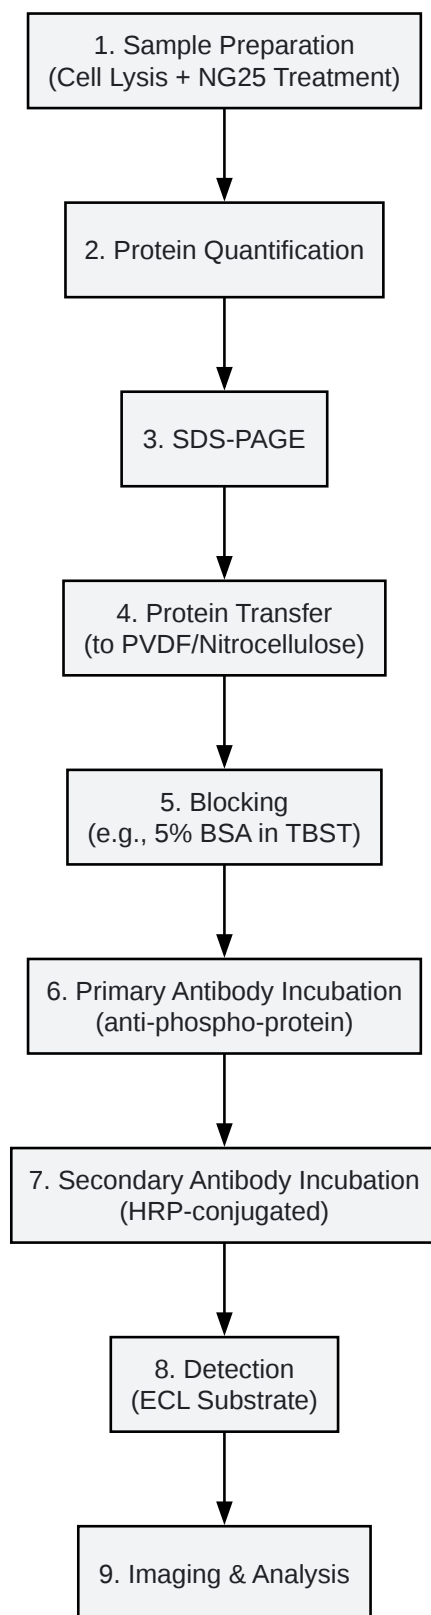 1. Sample Preparation
(Cell Lysis + NG25 Treatment)
2. Protein Quantification
3. SDS-PAGE
4. Protein Transfer
(to PVDF/Nitrocellulose)
5. Blocking
(e.g., 5% BSA in TBST)
6. Primary Antibody Incubation
(anti-phospho-protein)
7. Secondary Antibody Incubation
(HRP-conjugated)
8. Detection
(ECL Substrate)
9. Imaging & Analysis